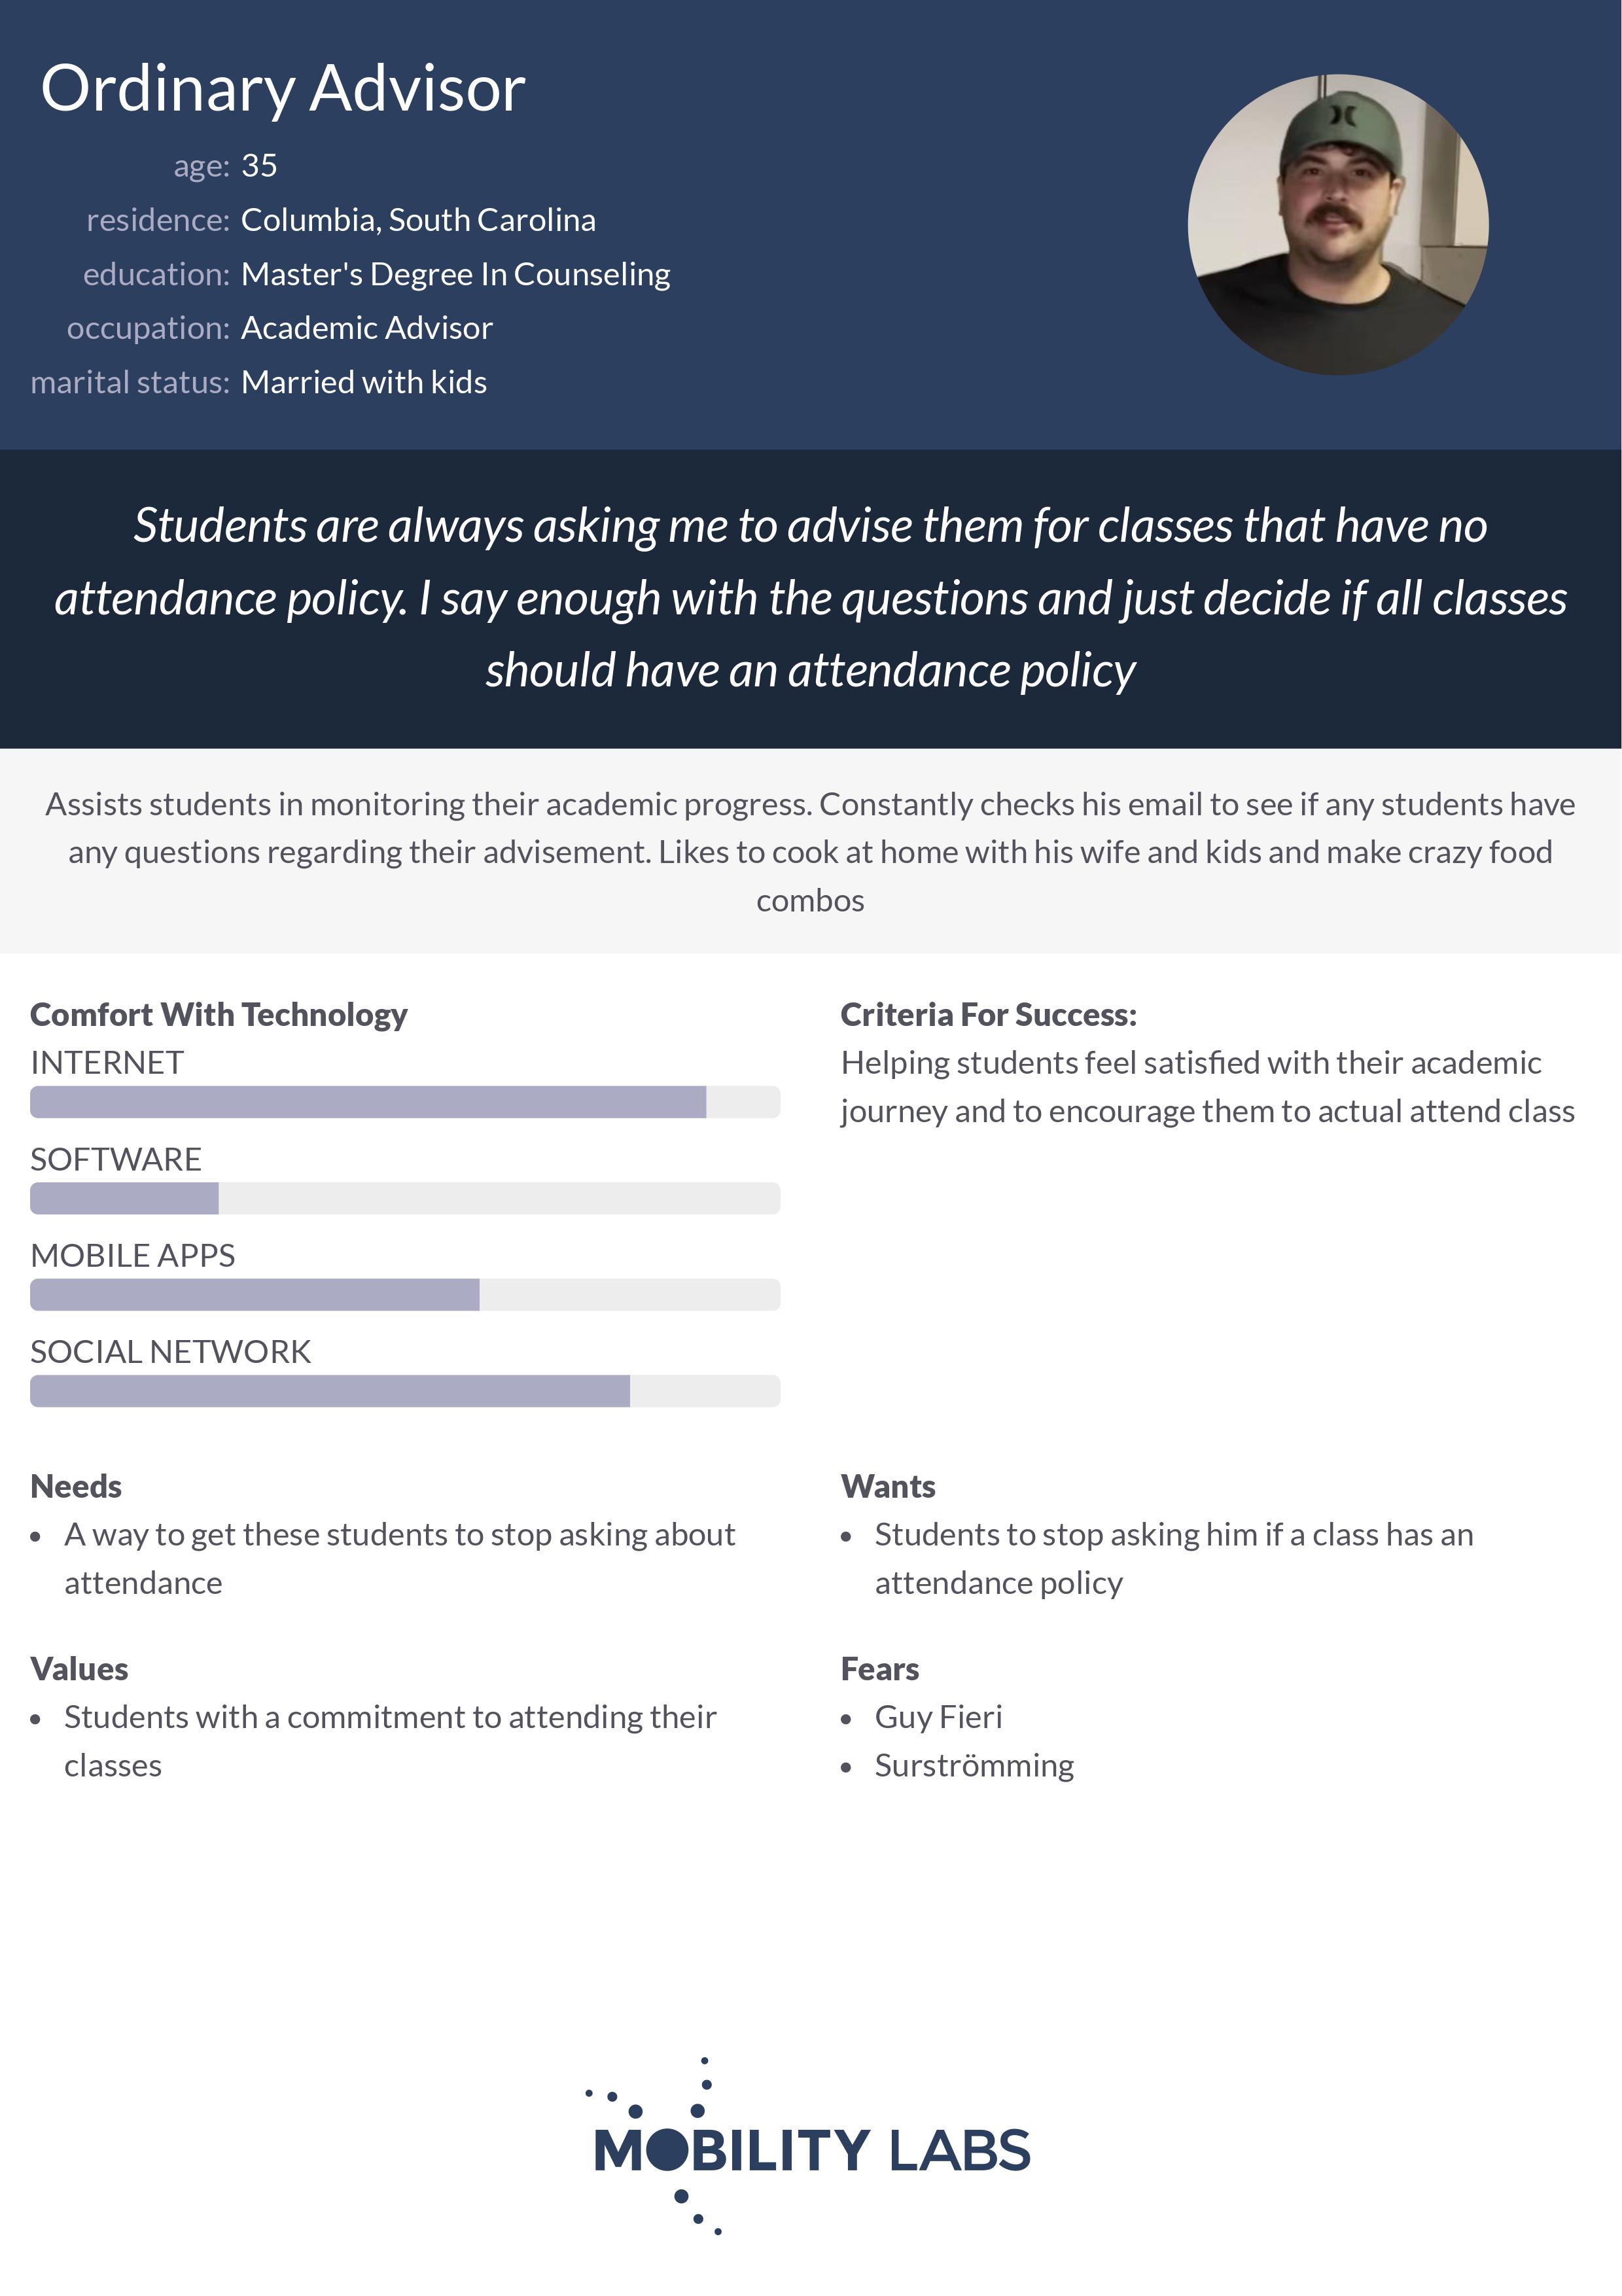 Ordinary Advisor
age: 35
residence: Columbia, South Carolina
education: Master's Degree In Counseling
occupation: Academic Advisor
marital status: Married with kids
Students are always asking me to advise them for classes that have no
attendance policy. I say enough with the questions and just decide if all classes
should have an attendance policy
Assists students in monitoring their academic progress. Constantly checks his email to see if any students have
any questions regarding their advisement. Likes to cook at home with his wife and kids and make crazy food
combos
Comfort With Technology
INTERNET
SOFTWARE
MOBILE APPS
SOCIAL NETWORK
Criteria For Success:
Helping students feel satisfied with their academic
journey and to encourage them to actual attend class
Needs
• A way to get these students to stop asking about
attendance
Wants
• Students to stop asking him if a class has an
attendance policy
Values
• Students with a commitment to attending their
classes
Fears
• Guy Fieri
• Surströmming
MOBILITY LABS